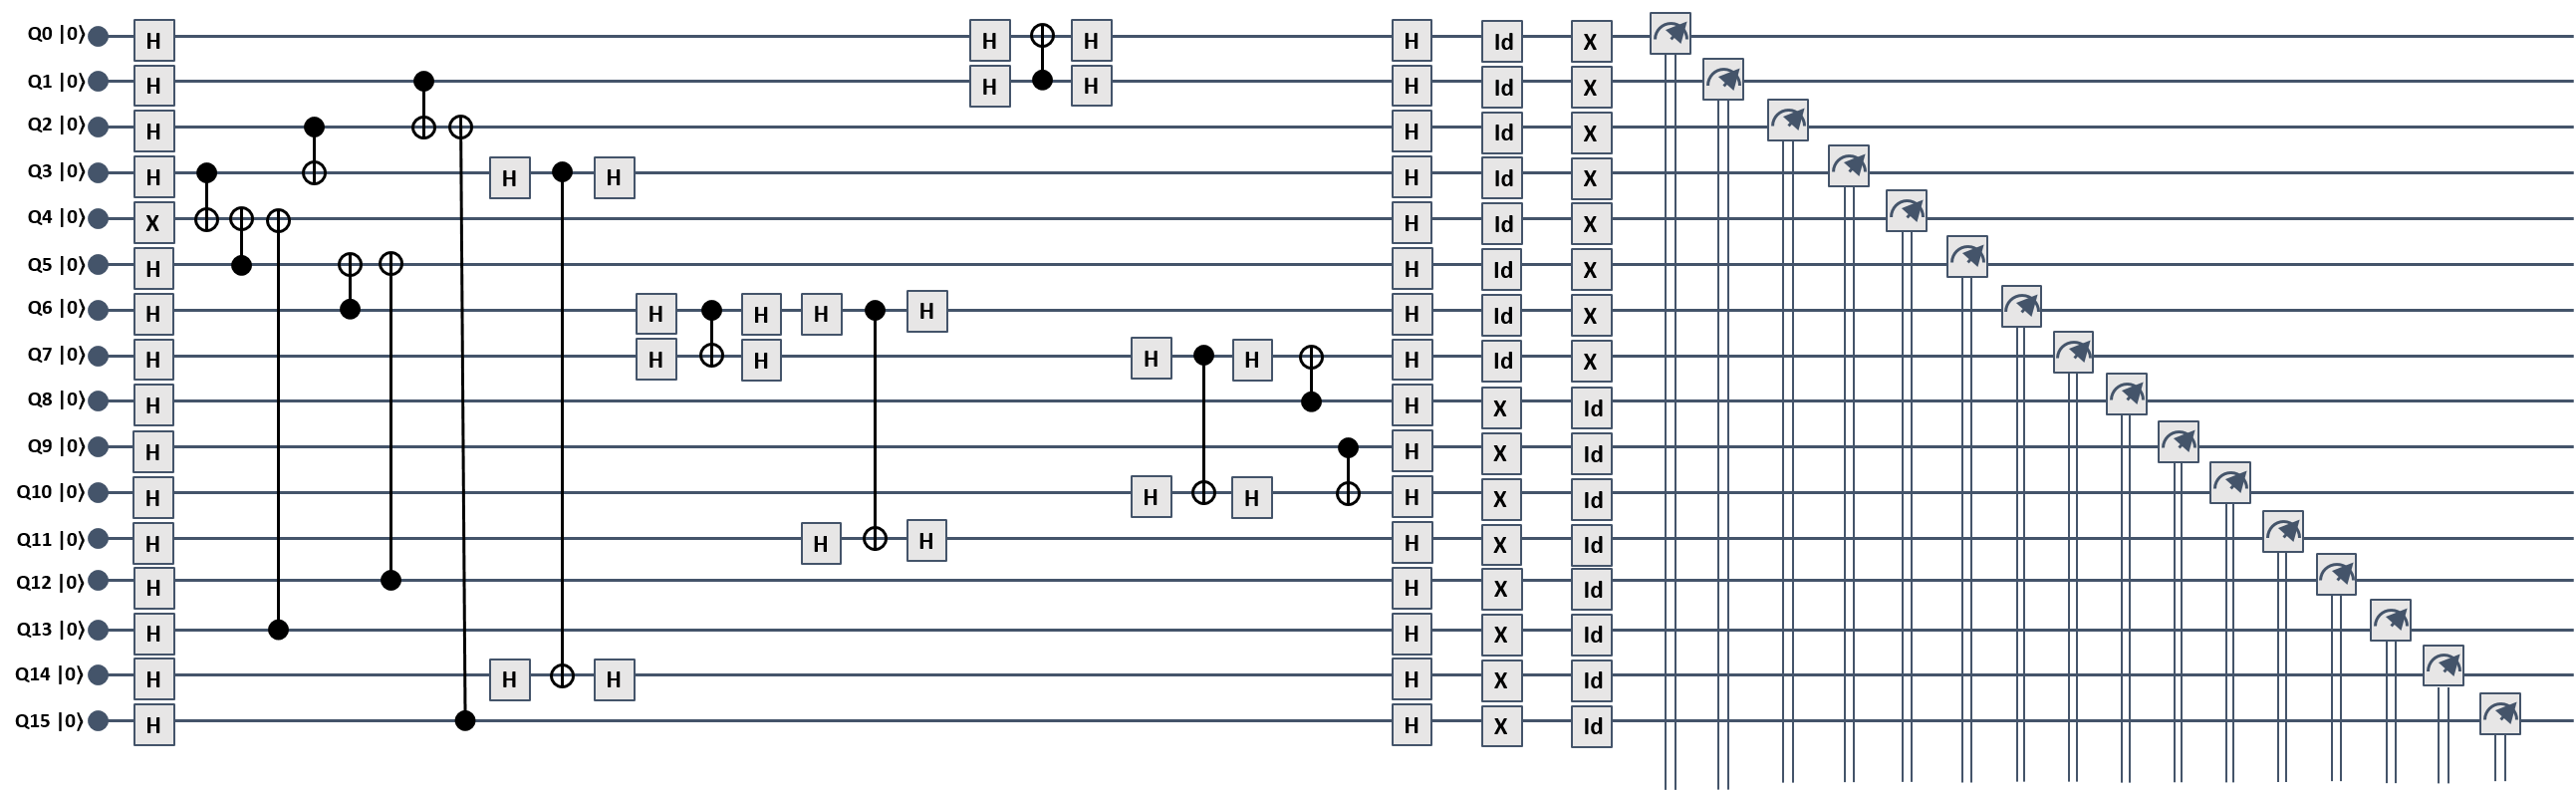 Q0 |0⟩ H H H H Id X
Q1 |0⟩ H H H H Id X
Q2 |0⟩ H H Id X
Q3 |0⟩ H H H H Id X
Q4 |0⟩ X H Id X
Q5 |0⟩ H H Id X
Q6 |0⟩ H H H H H H Id X
Q7 |0⟩ H H H H H H Id X
Q8 |0⟩ H H X Id
Q9 |0⟩ H H X Id
Q10 |0⟩ H H H H X Id
Q11 |0⟩ H H H H X Id
Q12 |0⟩ H H X Id
Q13 |0⟩ H H X Id
Q14 |0⟩ H H H H X Id
Q15 |0⟩ H H X Id